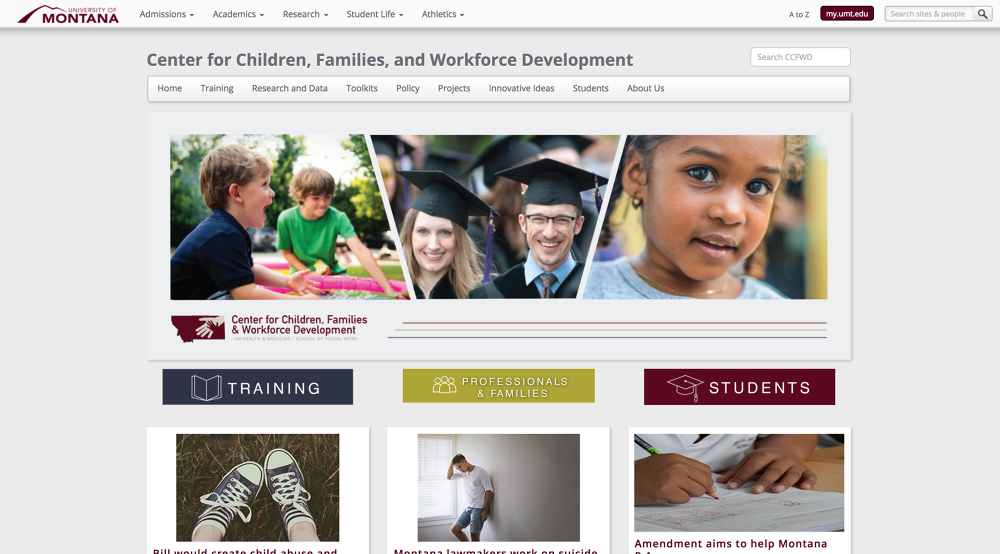 UNIVERSITY OF
MONTANA
Admissions Academics Research Student Life Athletics
A to Z my.umt.edu Search sites & people
Center for Children, Families, and Workforce Development
Search CCFWD
Home Training Research and Data Toolkits Policy Projects Innovative Ideas Students About Us
Center for Children, Families
& Workforce Development
UM HEALTH & MEDICINE / SCHOOL OF SOCIAL WORK
TRAINING
PROFESSIONALS
& FAMILIES
STUDENTS
Bill would create child abuse and
Montana lawmakers work on suicide
Amendment aims to help Montana